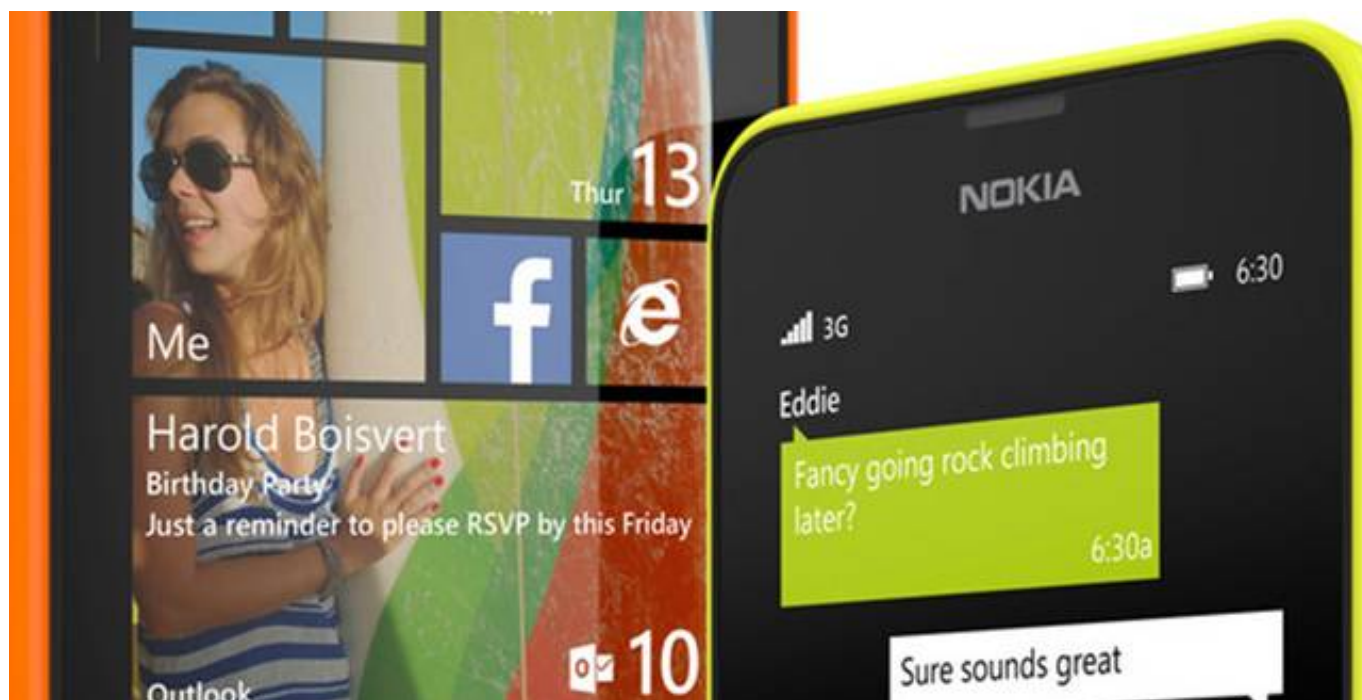 Thur 13
Me
Harold Boisvert
Birthday Party
Just a reminder to please RSVP by this Friday
Outlook
10
NOKIA
6:30
3G
Eddie
Fancy going rock climbing
later?
6:30a
Sure sounds great